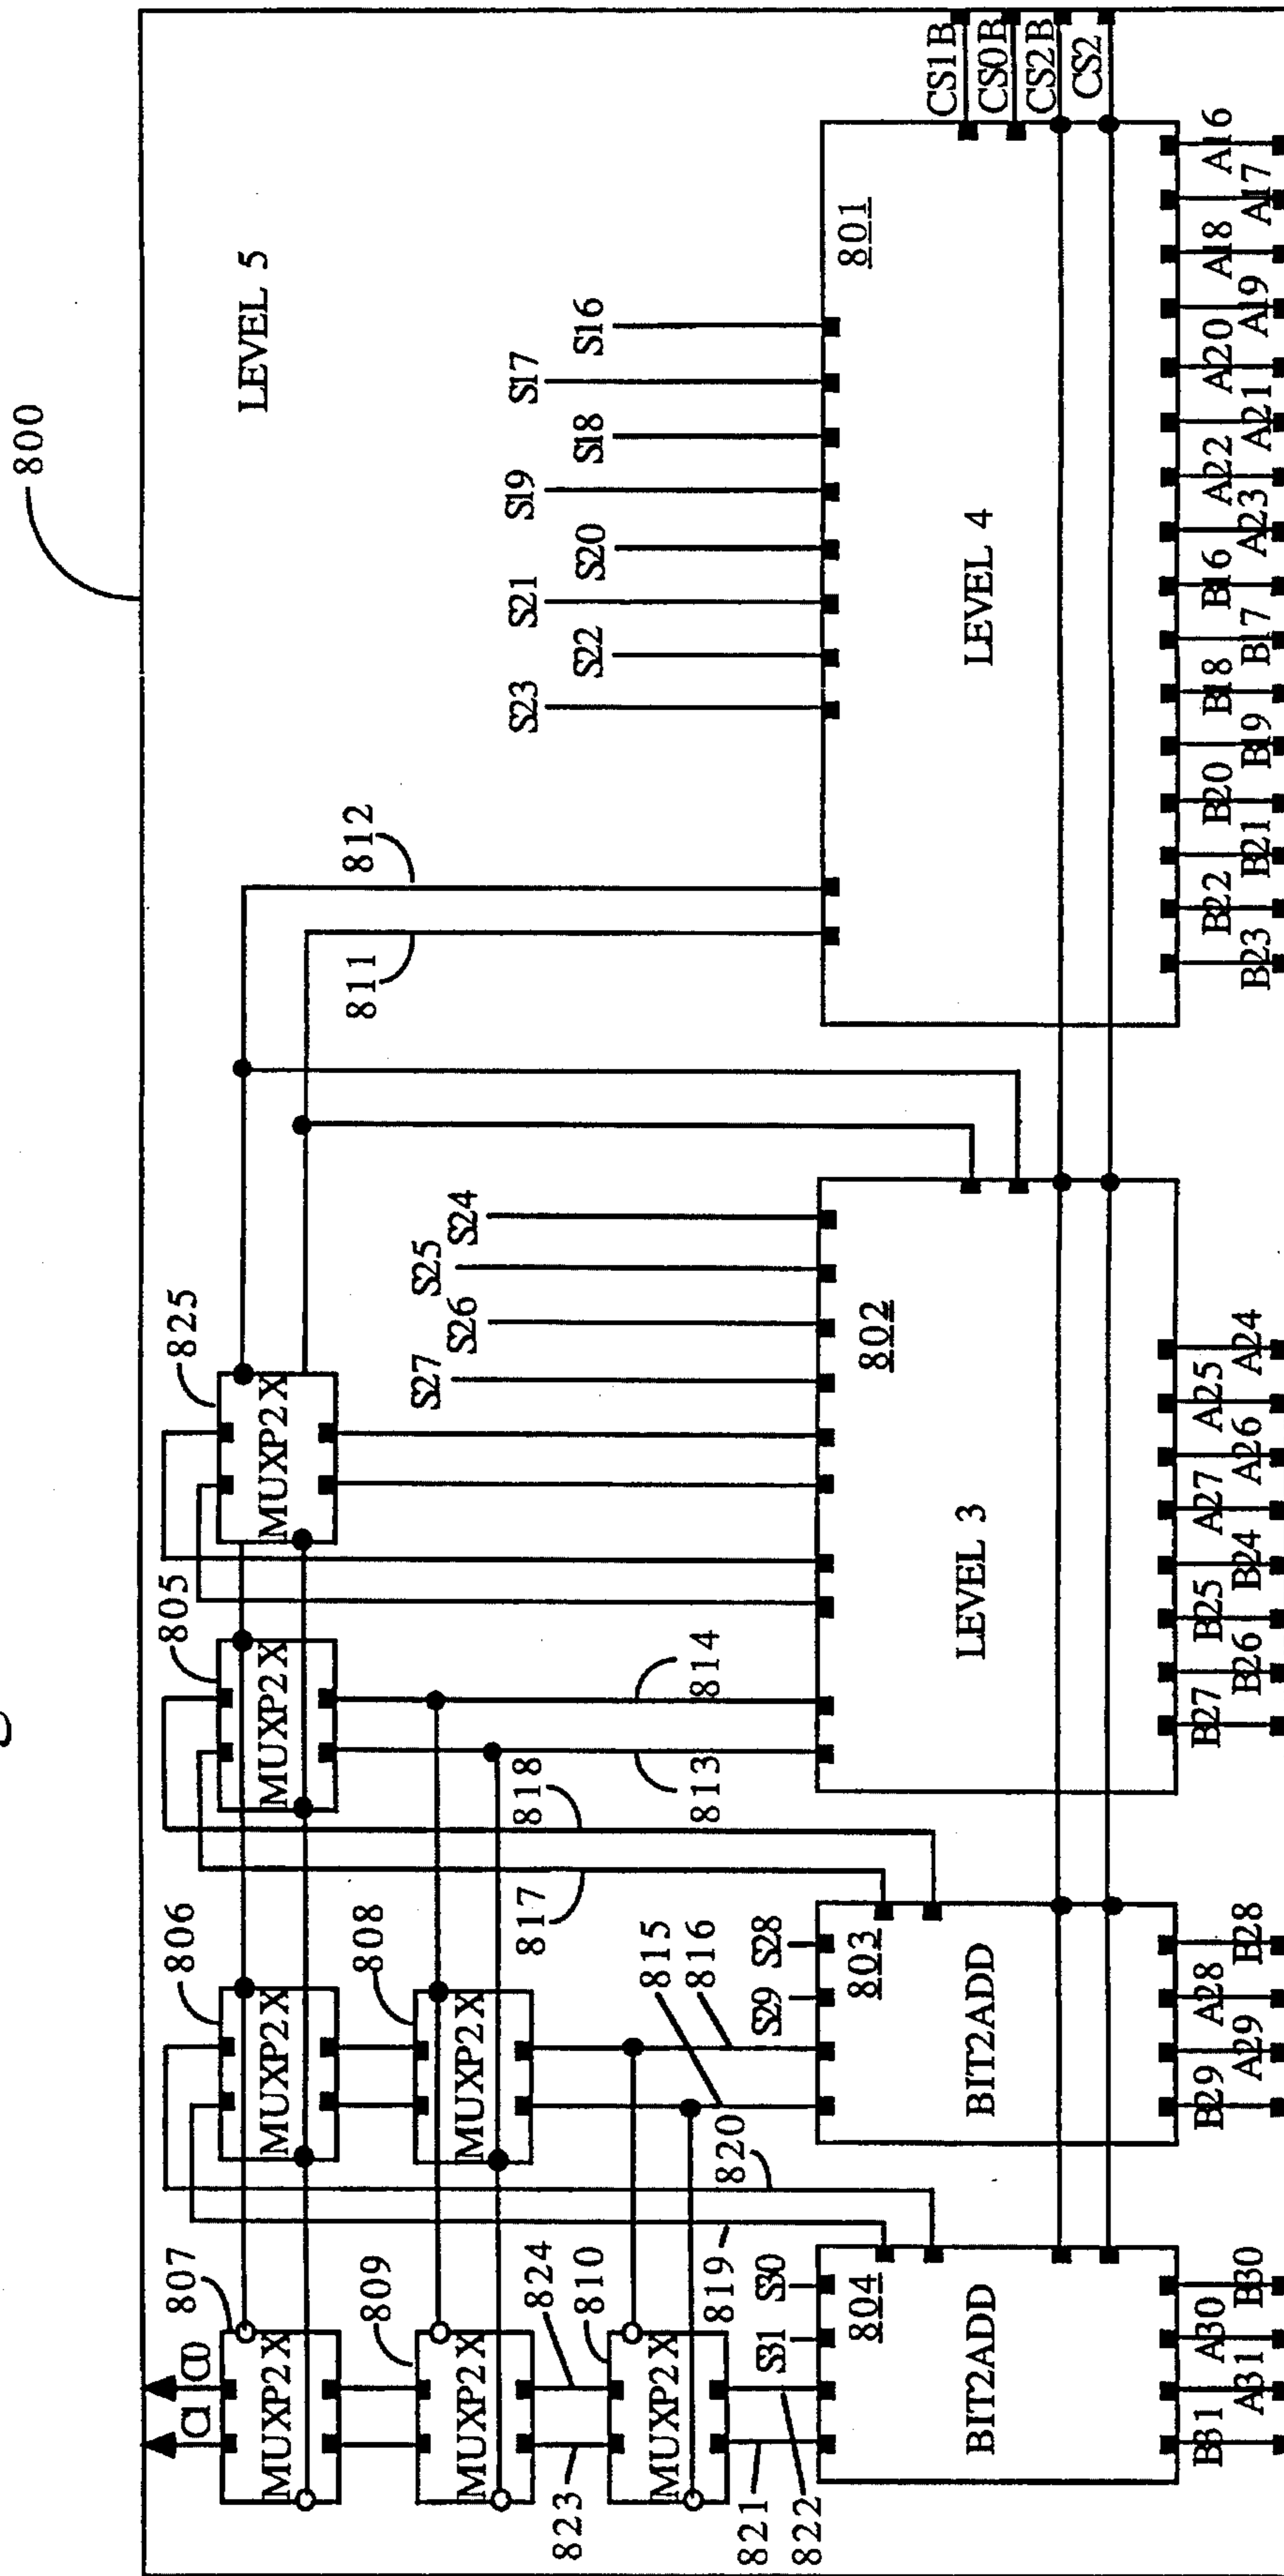 800
LEVEL 5
C1
C0
807
MUXP2X
806
MUXP2X
805
MUXP2X
825
MUXP2X
812
811
809
MUXP2X
808
MUXP2X
824
823
810
MUXP2X
821
822
819
820
815
816
817
818
813
814
S31
S30
S29
S28
S27
S26
S25
S24
S23
S22
S21
S20
S19
S18
S17
S16
804
BIT2ADD
803
BIT2ADD
802
LEVEL 3
801
LEVEL 4
CS1B
CS0B
CS2B
CS2
B31
A31
A30
B30
B29
A29
A28
B28
B27
B26
B25
B24
A27
A26
A25
A24
B23
B22
B21
B20
B19
B18
B17
B16
A23
A22
A21
A20
A19
A18
A17
A16